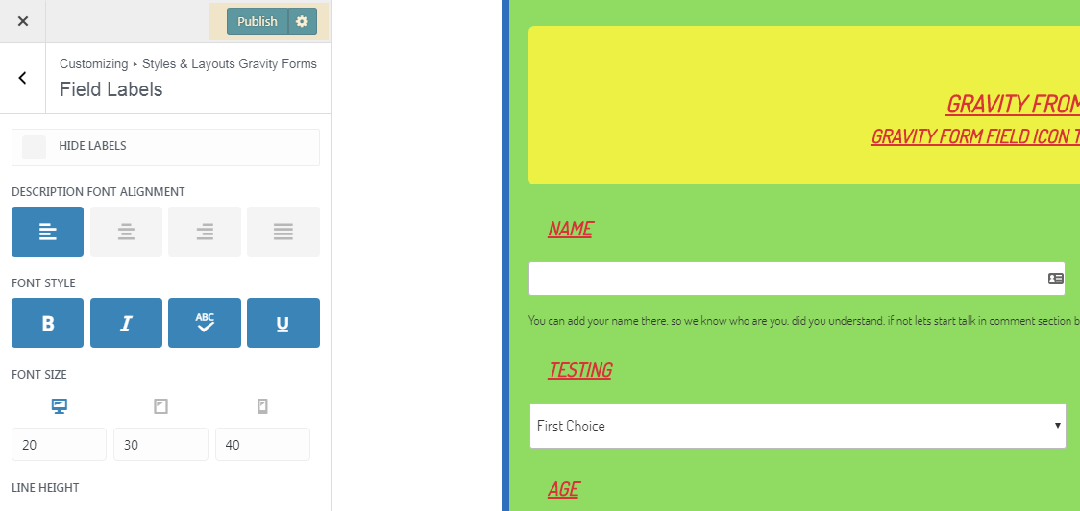 Publish
Customizing ▸ Styles & Layouts Gravity Forms
Field Labels
HIDE LABELS
DESCRIPTION FONT ALIGNMENT
FONT STYLE
B I ABC U
FONT SIZE
20 30 40
LINE HEIGHT
GRAVITY FROM
GRAVITY FORM FIELD ICON T
NAME
You can add your name there. so we know who are you. did you understand. if not lets start talk in comment section b
TESTING
First Choice
AGE